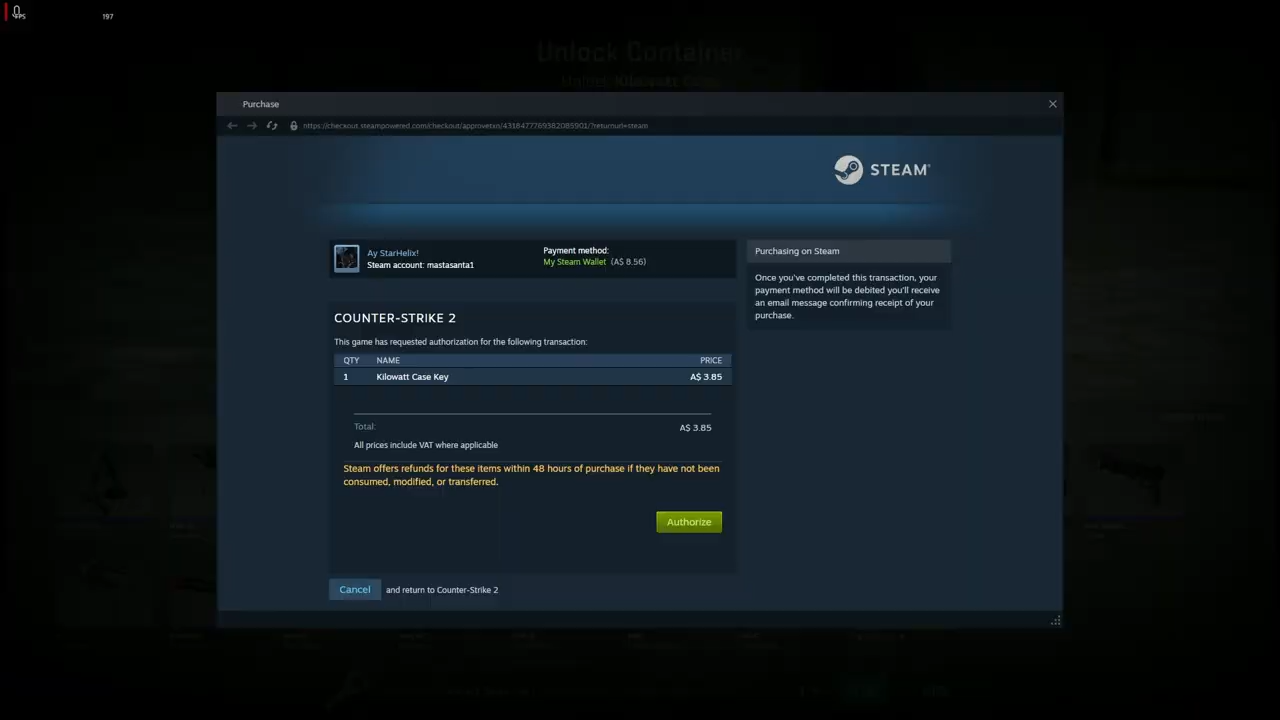 FPS
197
Unlock Container
Purchase
https://checkout.steampowered.com/checkout/approvetxn/4318477769382085901/?returnurl=steam
STEAM®
Ay StarHelix!
Steam account: mastasanta1
Payment method:
My Steam Wallet (A$ 8.56)
Purchasing on Steam
Once you've completed this transaction, your
payment method will be debited you'll receive
an email message confirming receipt of your
purchase.
COUNTER-STRIKE 2
This game has requested authorization for the following transaction:
QTY NAME PRICE
1 Kilowatt Case Key A$ 3.85
Total: A$ 3.85
All prices include VAT where applicable
Steam offers refunds for these items within 48 hours of purchase if they have not been
consumed, modified, or transferred.
Authorize
Cancel and return to Counter-Strike 2